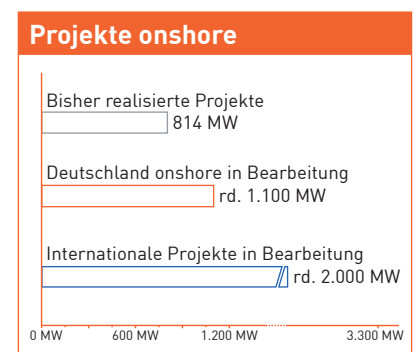 Projekte onshore
Bisher realisierte Projekte
814 MW
Deutschland onshore in Bearbeitung
rd. 1.100 MW
Internationale Projekte in Bearbeitung
rd. 2.000 MW
0 MW 600 MW 1.200 MW 3.300 MW